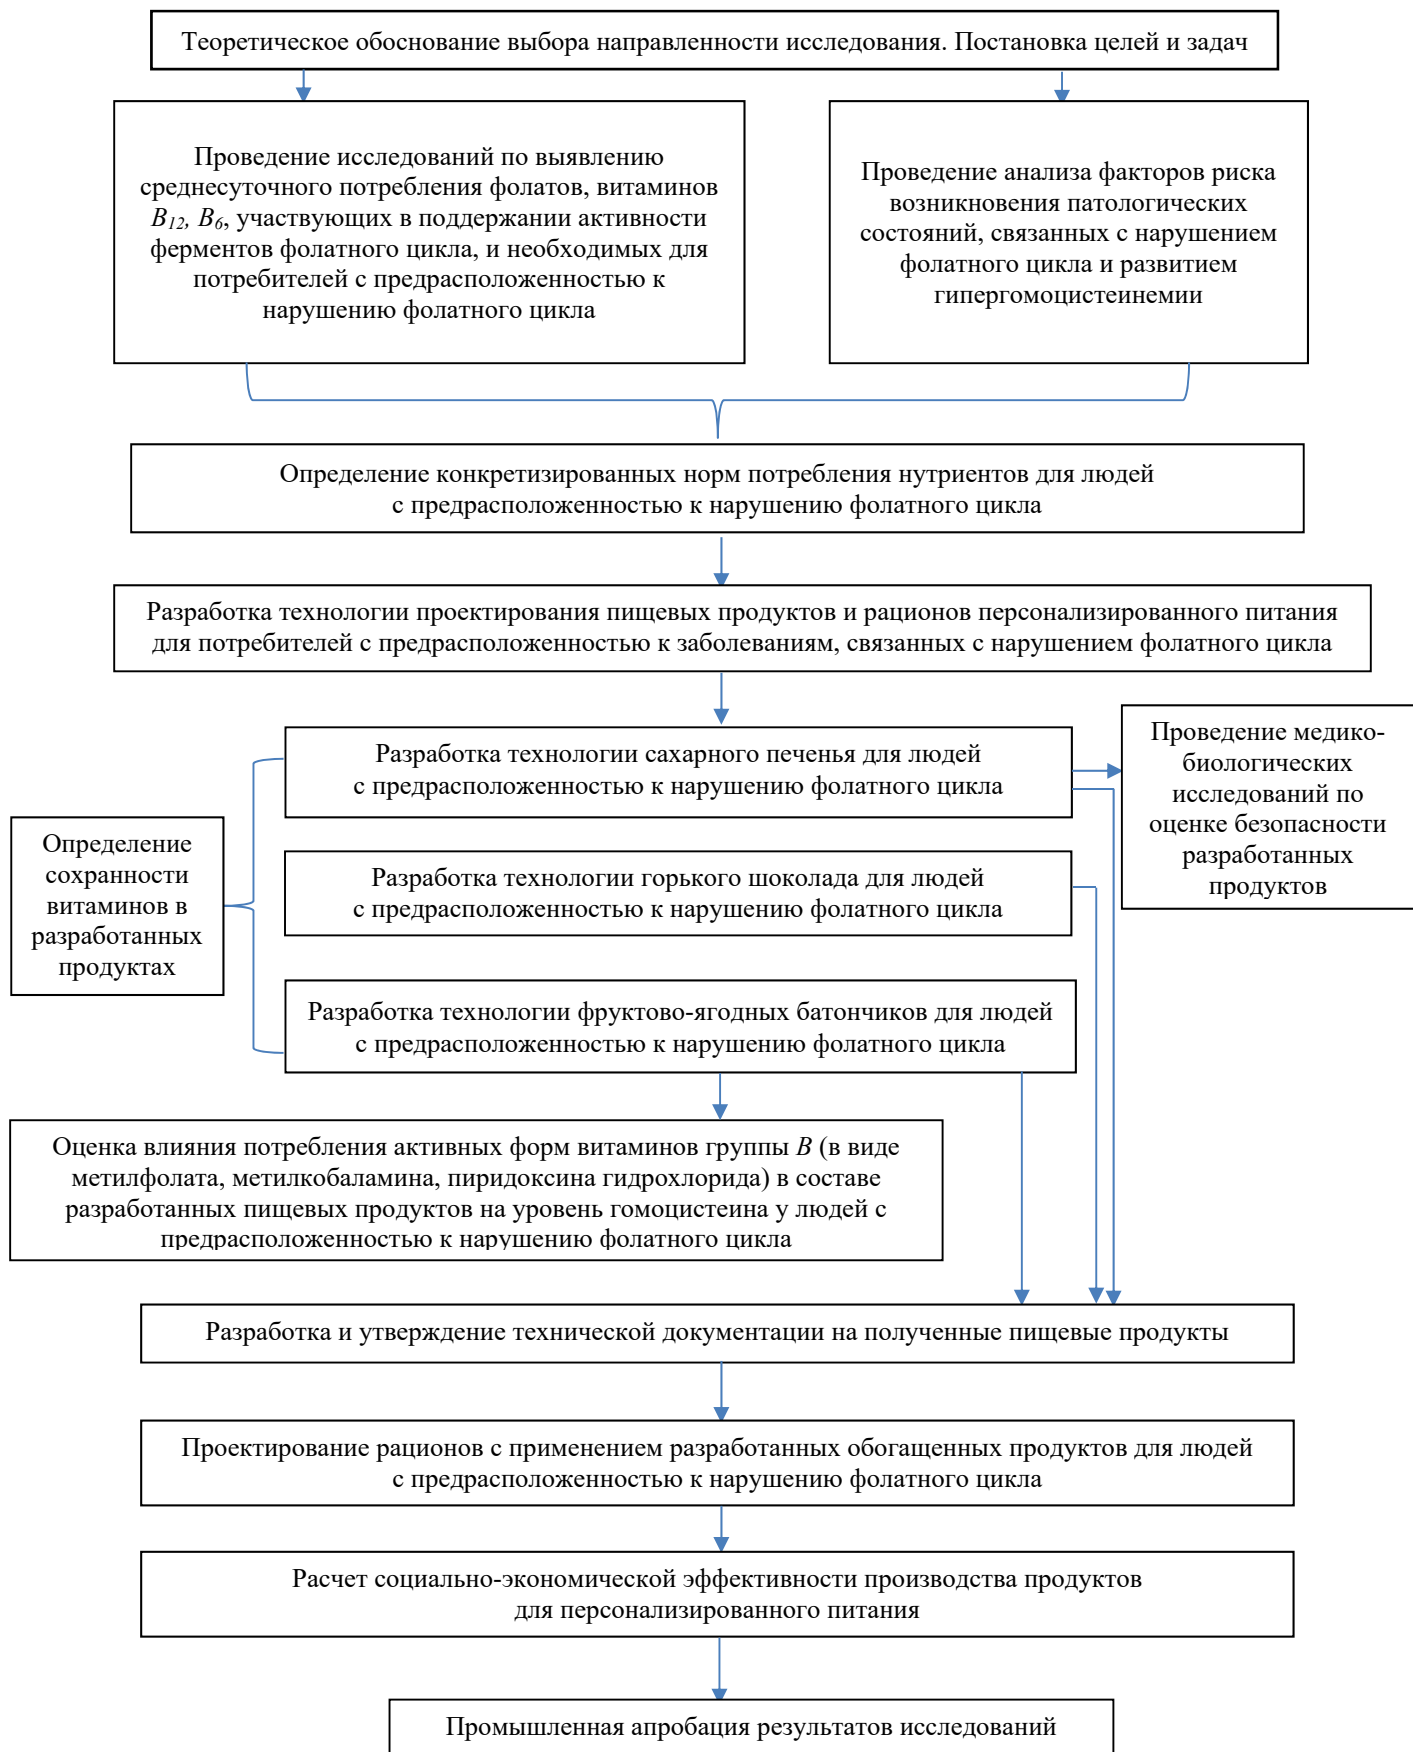 Теоретическое обоснование выбора направленности исследования. Постановка целей и задач
Проведение исследований по выявлению
среднесуточного потребления фолатов, витаминов
B12, B6, участвующих в поддержании активности
ферментов фолатного цикла, и необходимых для
потребителей с предрасположенностью к
нарушению фолатного цикла
Проведение анализа факторов риска
возникновения патологических
состояний, связанных с нарушением
фолатного цикла и развитием
гипергомоцистеинемии
Определение конкретизированных норм потребления нутриентов для людей
с предрасположенностью к нарушению фолатного цикла
Разработка технологии проектирования пищевых продуктов и рационов персонализированного питания
для потребителей с предрасположенностью к заболеваниям, связанных с нарушением фолатного цикла
Разработка технологии сахарного печенья для людей
с предрасположенностью к нарушению фолатного цикла
Проведение медико-
биологических
исследований по
оценке безопасности
разработанных
продуктов
Определение
сохранности
витаминов в
разработанных
продуктах
Разработка технологии горького шоколада для людей
с предрасположенностью к нарушению фолатного цикла
Разработка технологии фруктово-ягодных батончиков для людей
с предрасположенностью к нарушению фолатного цикла
Оценка влияния потребления активных форм витаминов группы B (в виде
метилфолата, метилкобаламина, пиридоксина гидрохлорида) в составе
разработанных пищевых продуктов на уровень гомоцистеина у людей с
предрасположенностью к нарушению фолатного цикла
Разработка и утверждение технической документации на полученные пищевые продукты
Проектирование рационов с применением разработанных обогащенных продуктов для людей
с предрасположенностью к нарушению фолатного цикла
Расчет социально-экономической эффективности производства продуктов
для персонализированного питания
Промышленная апробация результатов исследований